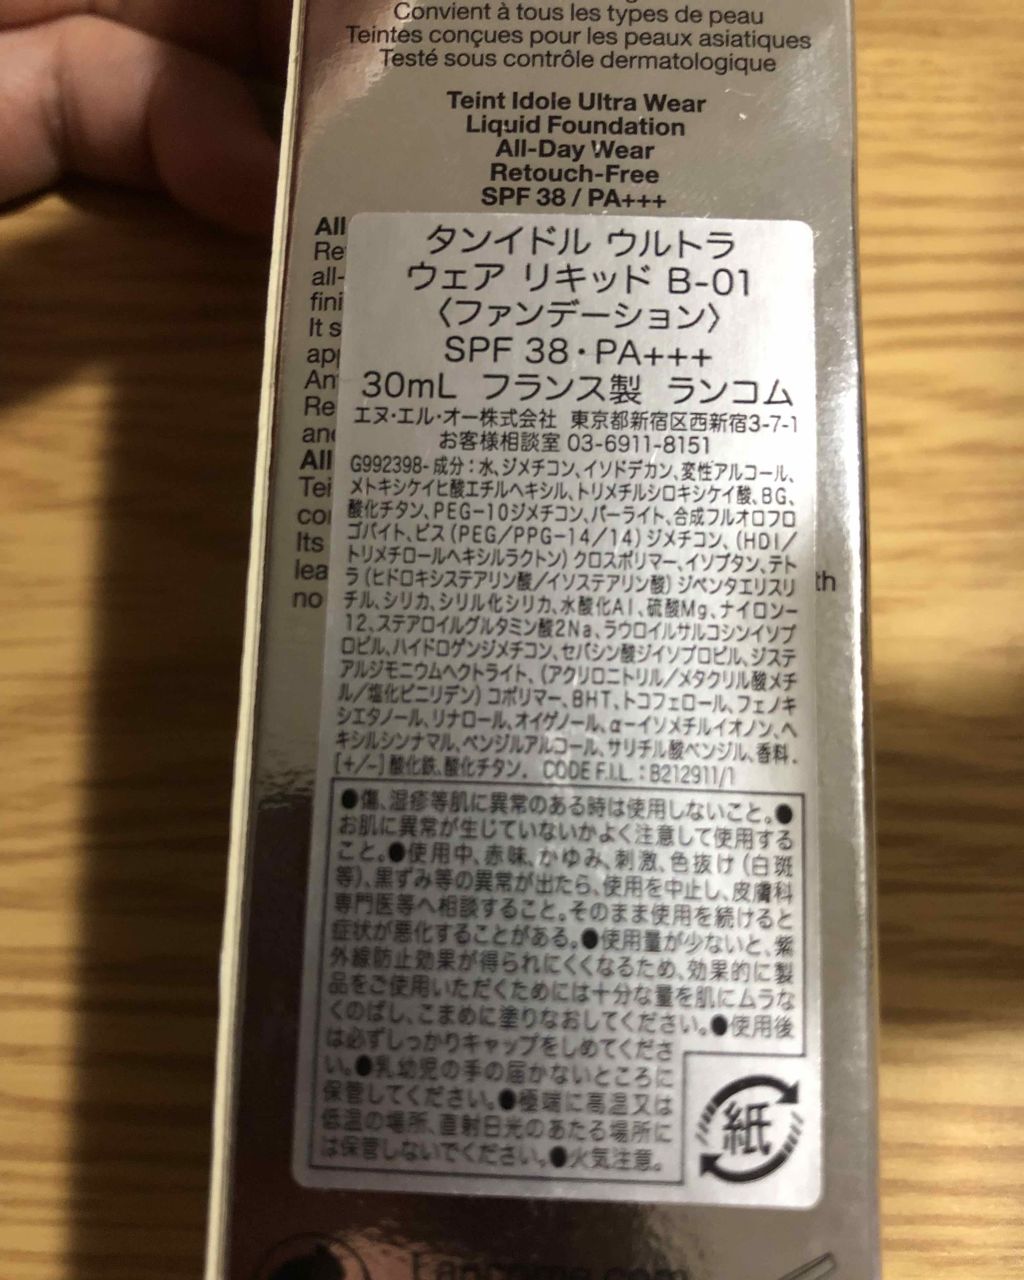 Convient à tous les types de peau
Teintes conçues pour les peaux asiatiques
Testé sous contrôle dermatologique
Teint Idole Ultra Wear
Liquid Foundation
All-Day Wear
Retouch-Free
SPF 38 / PA+++
All
Re
all-
fini
It s
app
An
Re
and
All
Tei
co
Its
lea
no
th
タンイドル ウルトラ
ウェア リキッド B-01
〈ファンデーション〉
SPF 38・PA+++
30mL フランス製 ランコム
エヌ・エル・オー株式会社 東京都新宿区西新宿3-7-1
お客様相談室 03-6911-8151
G992398- 成分:水、ジメチコン、イソドデカン、変性アルコール、
メトキシケイヒ酸エチルヘキシル、トリメチルシロキシケイ酸、BG、
酸化チタン、PEG-10ジメチコン、パーライト、合成フルオロフロ
ゴパイト、ビス(PEG/PPG-14/14)ジメチコン、(HDI/
トリメチロールヘキシルラクトン)クロスポリマー、イソブタン、テト
ラ(ヒドロキシステアリン酸/イソステアリン酸)ジペンタエリスリ
チル、シリカ、シリル化シリカ、水酸化Al、硫酸Mg、ナイロン-
12、ステアロイルグルタミン酸2Na、ラウロイルサルコシンイソプ
ロピル、ハイドロゲンジメチコン、セバシン酸ジイソプロピル、ジステ
アルジモニウムヘクトライト、(アクリロニトリル/メタクリル酸メチ
ル/塩化ビニリデン)コポリマー、BHT、トコフェロール、フェノキ
シエタノール、リナロール、オイゲノール、α-イソメチルイオノン、ヘ
キシルシンナマル、ベンジルアルコール、サリチル酸ベンジル、香料.
[+/-]酸化鉄、酸化チタン. CODE F.I.L. : B212911/1
●傷、湿疹等肌に異常のある時は使用しないこと。●
お肌に異常が生じていないかよく注意して使用する
こと。●使用中、赤味、かゆみ、刺激、色抜け(白斑
等)、黒ずみ等の異常が出たら、使用を中止し、皮膚科
専門医等へ相談すること。そのまま使用を続けると
症状が悪化することがある。●使用量が少ないと、紫
外線防止効果が得られにくくなるため、効果的に製
品をご使用いただくためには十分な量を肌にムラな
くのばし、こまめに塗りなおしてください。●使用後
は必ずしっかりキャップをしめてくださ
い。●乳幼児の手の届かないところに
保管してください。●極端に高温又は
低温の場所、直射日光のあたる場所に
は保管しないでください。●火気注意。
紙
Lancome.com